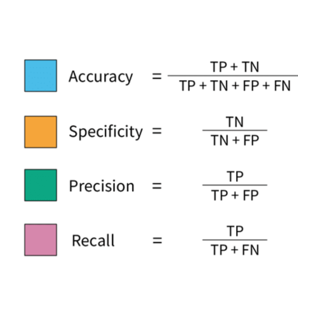 Accuracy = TP + TN / TP + TN + FP + FN
Specificity = TN / TN + FP
Precision = TP / TP + FP
Recall = TP / TP + FN